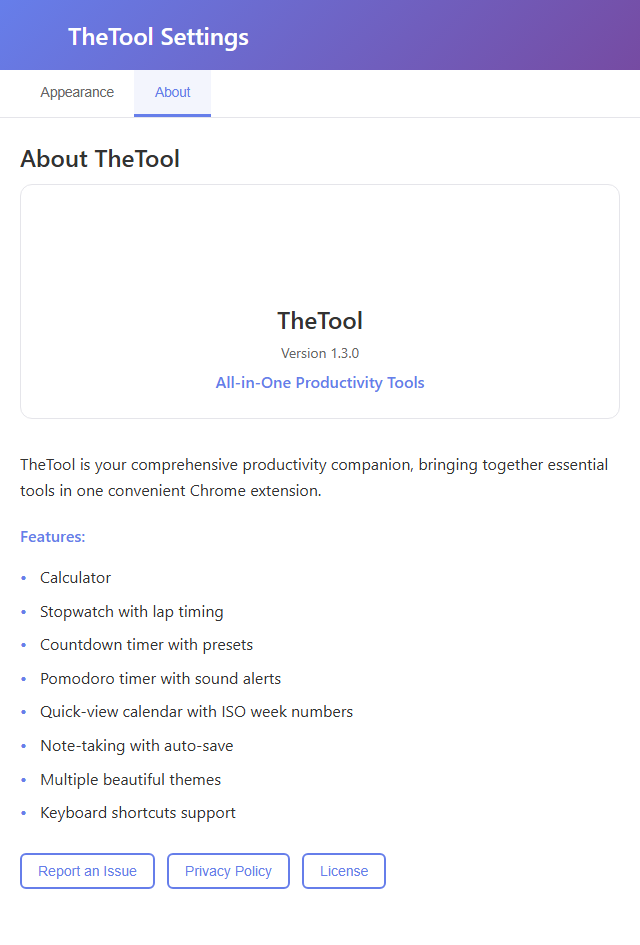 TheTool Settings
Appearance
About
About TheTool
TheTool
Version 1.3.0
All-in-One Productivity Tools
TheTool is your comprehensive productivity companion, bringing together essential
tools in one convenient Chrome extension.
Features:
• Calculator
• Stopwatch with lap timing
• Countdown timer with presets
• Pomodoro timer with sound alerts
• Quick-view calendar with ISO week numbers
• Note-taking with auto-save
• Multiple beautiful themes
• Keyboard shortcuts support
Report an Issue
Privacy Policy
License